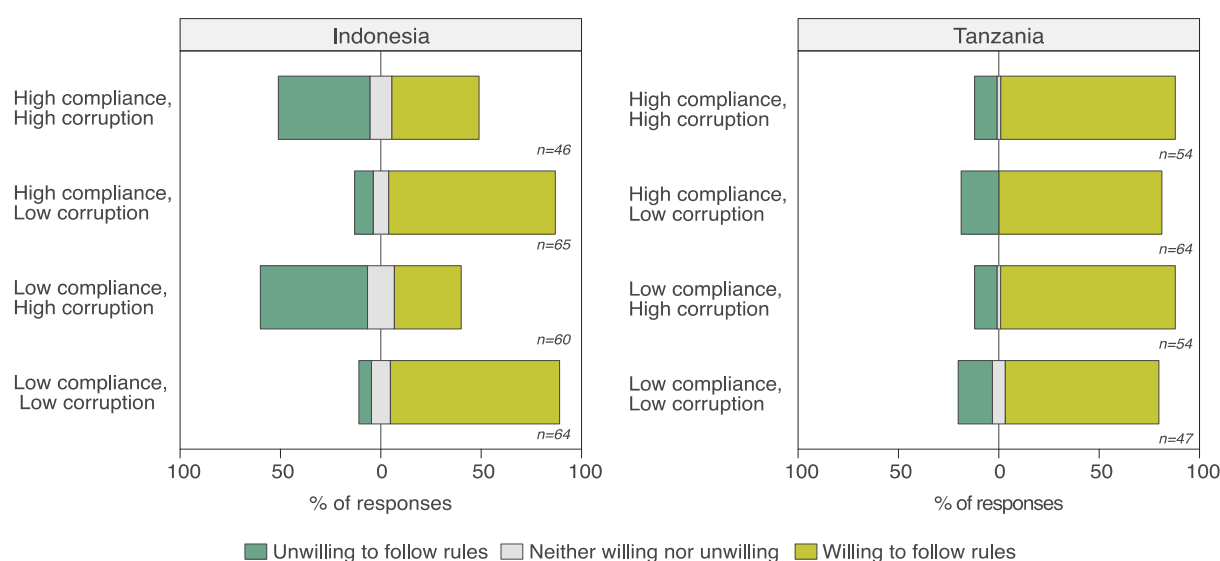 Indonesia
High compliance,
High corruption
n=46
High compliance,
Low corruption
n=65
Low compliance,
High corruption
n=60
Low compliance,
Low corruption
n=64
100 50 0 50 100
% of responses
Tanzania
High compliance,
High corruption
n=54
High compliance,
Low corruption
n=64
Low compliance,
High corruption
n=54
Low compliance,
Low corruption
n=47
100 50 0 50 100
% of responses
Unwilling to follow rules Neither willing nor unwilling Willing to follow rules